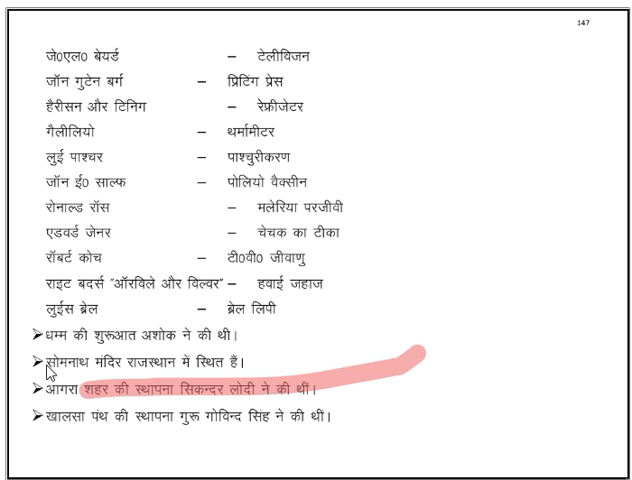 147
जे0एल0 बेयर्ड – टेलीविजन
जॉन गुटेन बर्ग – प्रिटिंग प्रेस
हैरीसन और टिनिग – रेफ्रीजेटर
गैलीलियो – थर्मामीटर
लुई पाश्चर – पाश्चुरीकरण
जॉन ई0 साल्फ – पोलियो वैक्सीन
रोनाल्ड रॉस – मलेरिया परजीवी
एडवर्ड जेनर – चेचक का टीका
रॉबर्ट कोच – टी0वी0 जीवाणु
राइट बदर्स "ऑरविले और विल्वर" – हवाई जहाज
लुईस ब्रेल – ब्रेल लिपी
➢धम्म की शुरूआत अशोक ने की थी।
➢सोमनाथ मंदिर राजस्थान में स्थित हैं।
➢आगरा शहर की स्थापना सिकन्दर लोदी ने की थीं।
➢खालसा पंथ की स्थापना गुरू गोविन्द सिंह ने की थीं।